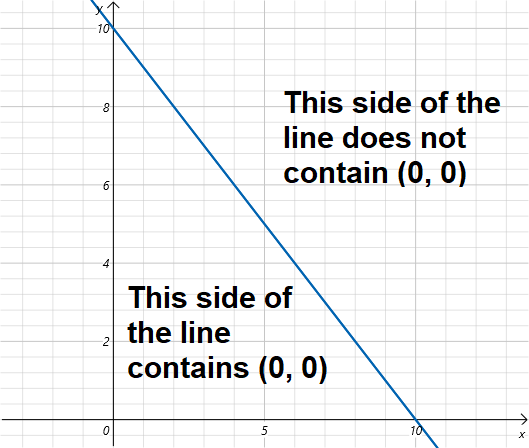 y
10
8
This side of the
line does not
contain (0, 0)
6
4
This side of
the line
contains (0, 0)
2
0
5
10
x